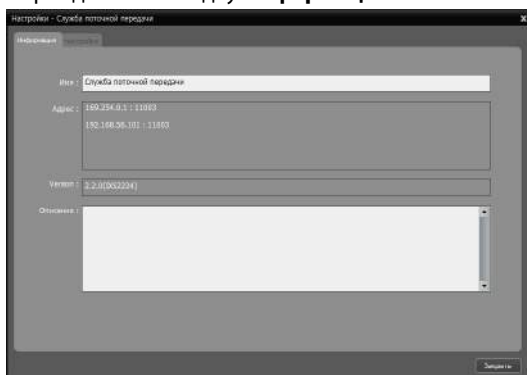 Настройки - Служба поточной передачи
X
Информация
Имя :
Служба поточной передачи
Адрес :
169.254.0.1 : 11003
192.168.56.101 : 11003
Version :
2.2.0(DIS2224)
Описание :
Закрыть